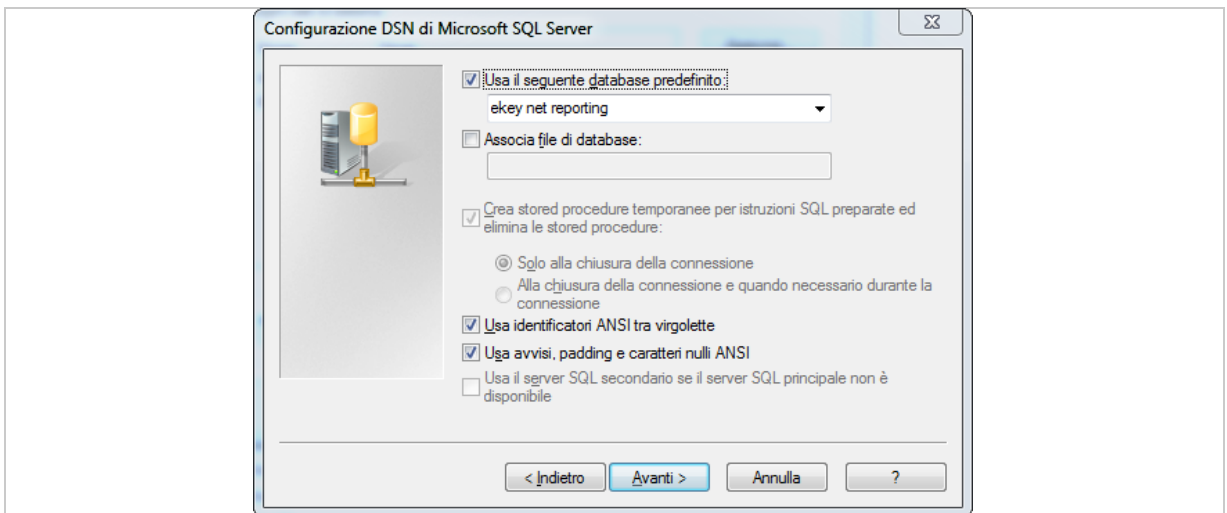 Configurazione DSN di Microsoft SQL Server
Usa il seguente database predefinito:
ekey net reporting
Associa file di database:
Crea stored procedure temporanee per istruzioni SQL preparate ed
elimina le stored procedure:
Solo alla chiusura della connessione
Alla chiusura della connessione e quando necessario durante la
connessione
Usa identificatori ANSI tra virgolette
Usa avvisi, padding e caratteri nulli ANSI
Usa il server SQL secondario se il server SQL principale non è
disponibile
< Indietro
Avanti >
Annulla
?